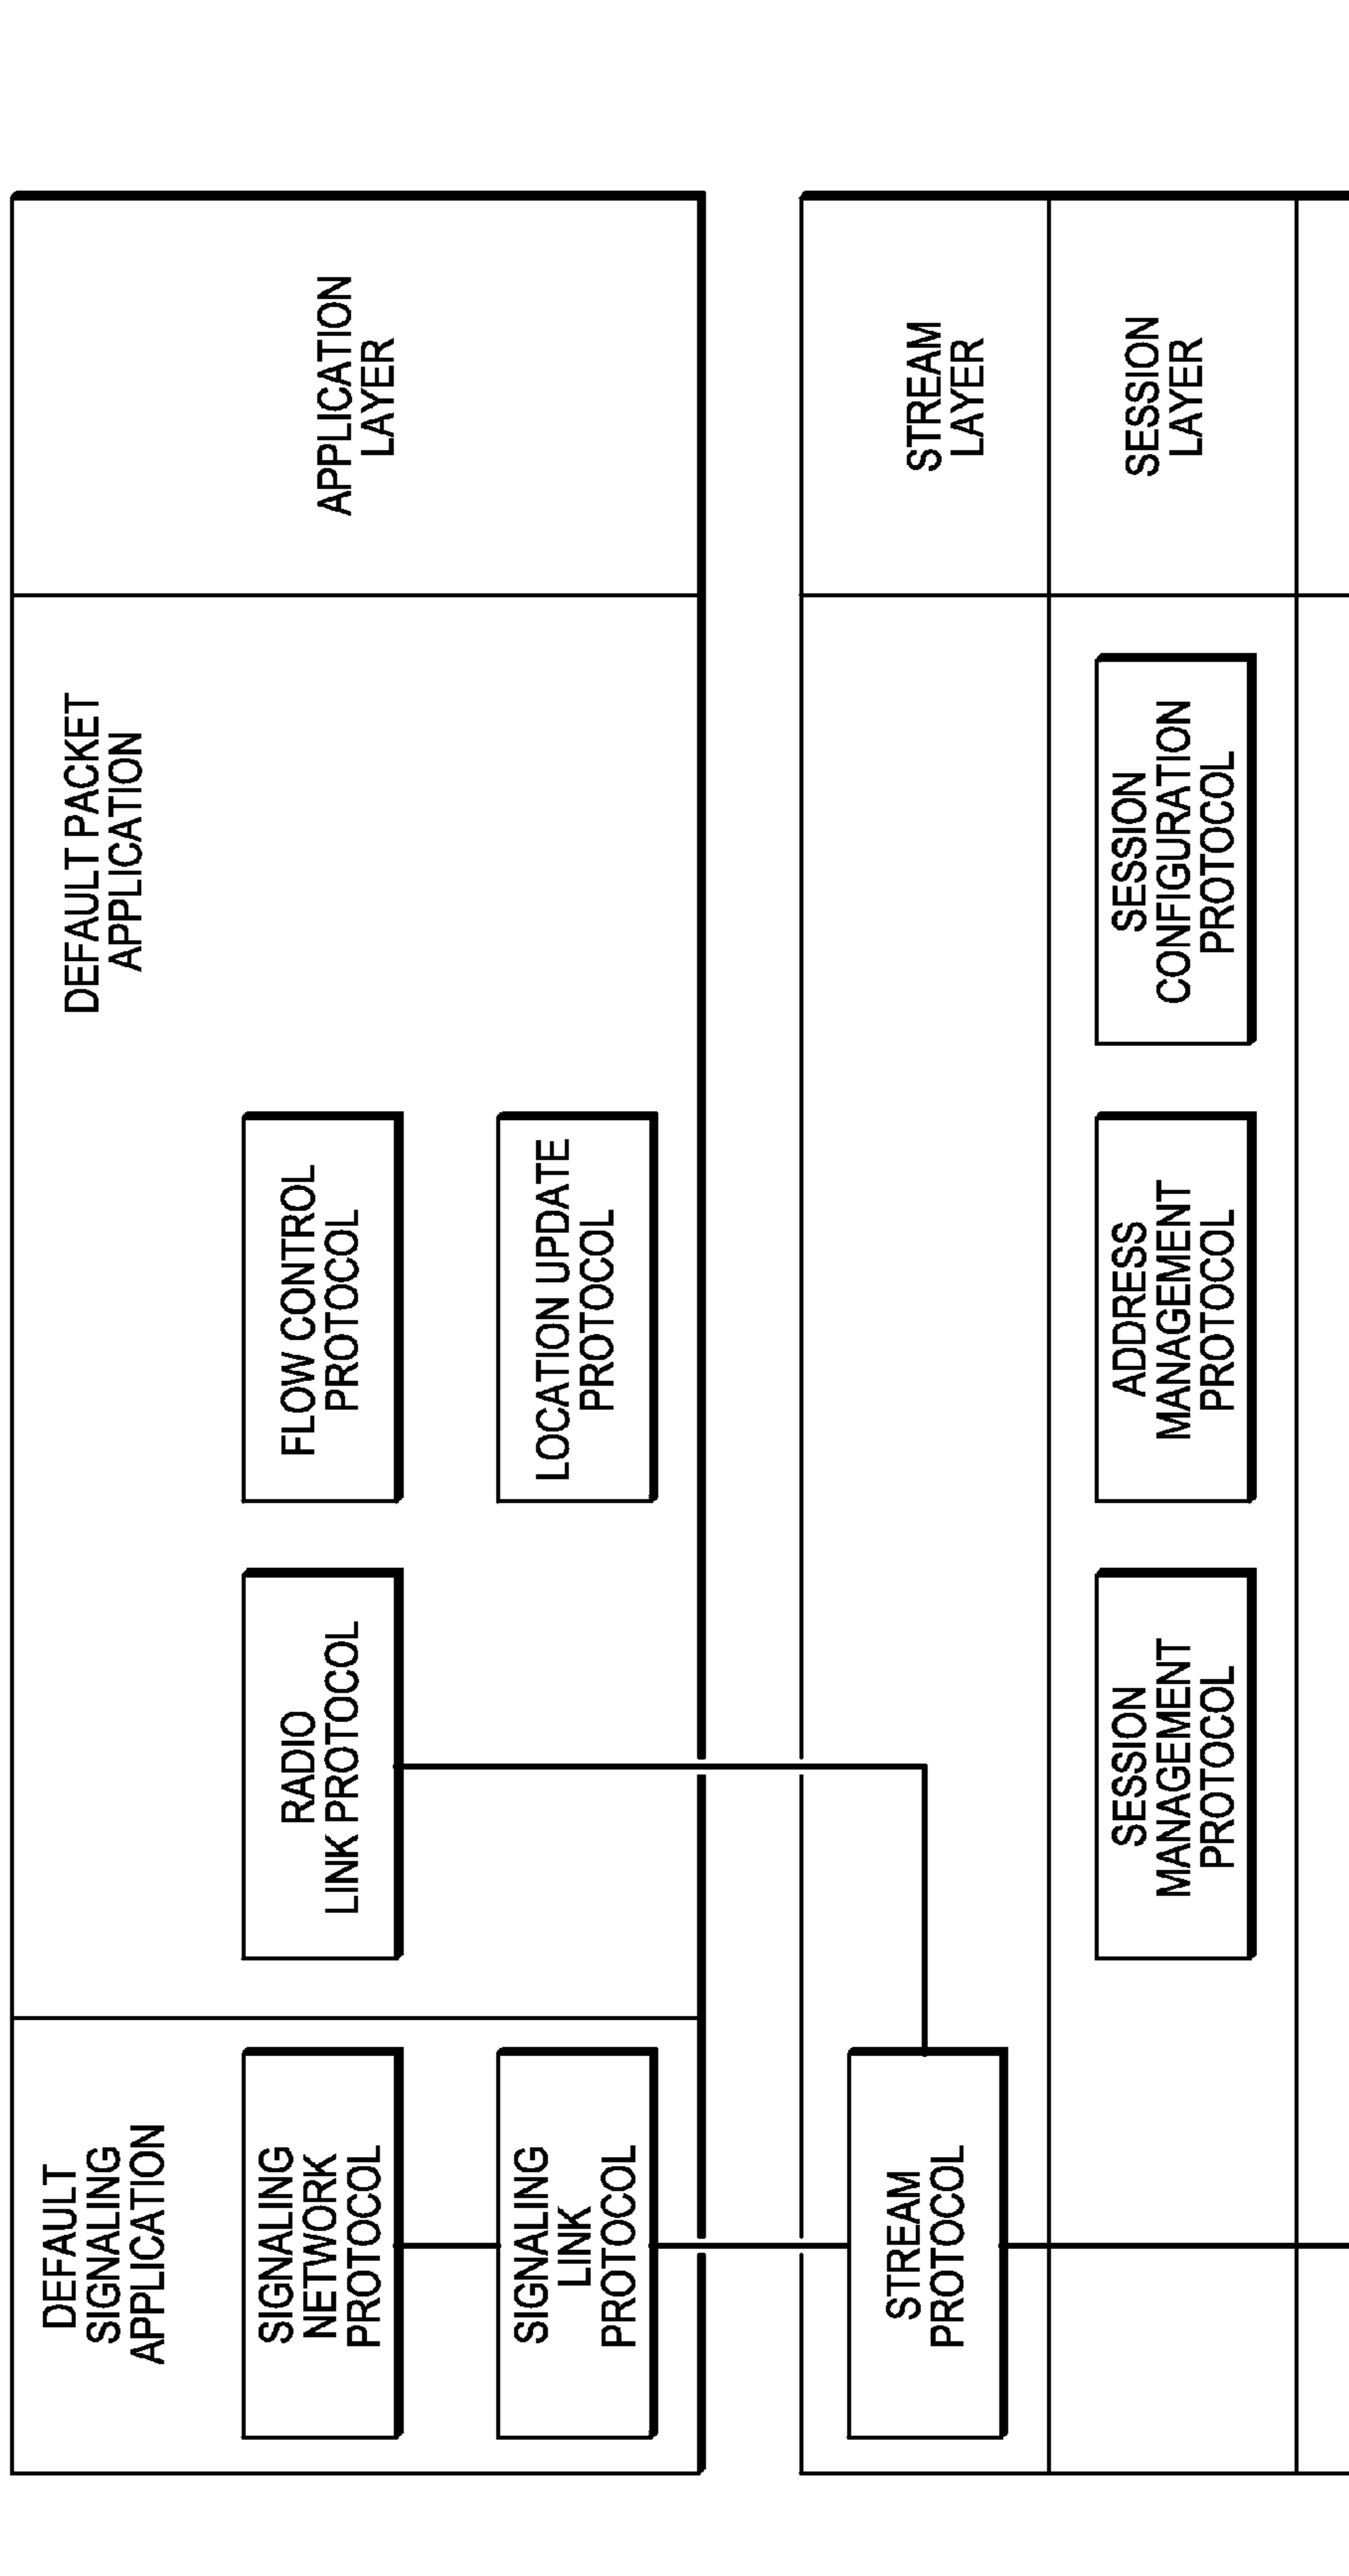 DEFAULT
SIGNALING
APPLICATION
DEFAULT PACKET
APPLICATION
APPLICATION
LAYER
SIGNALING
NETWORK
PROTOCOL
RADIO
LINK PROTOCOL
FLOW CONTROL
PROTOCOL
SIGNALING
LINK
PROTOCOL
LOCATION UPDATE
PROTOCOL
STREAM
PROTOCOL
STREAM
LAYER
SESSION
MANAGEMENT
PROTOCOL
ADDRESS
MANAGEMENT
PROTOCOL
SESSION
CONFIGURATION
PROTOCOL
SESSION
LAYER